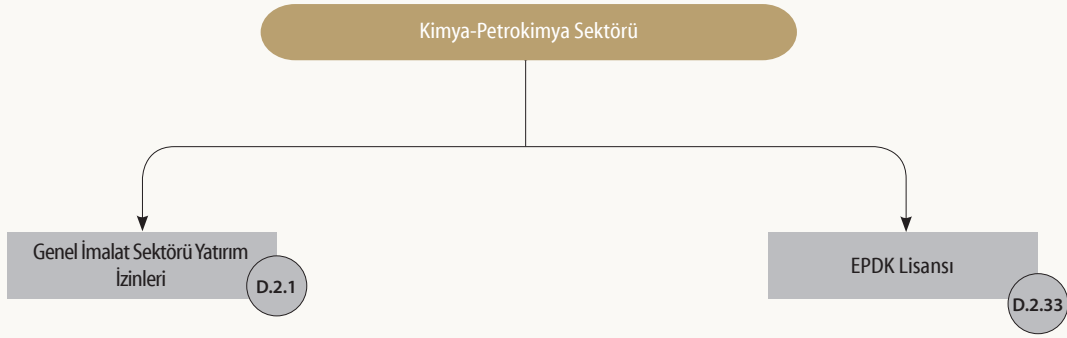 Kimya-Petrokimya Sektörü
Genel İmalat Sektörü Yatırım
İzinleri
D.2.1
EPDK Lisansı
D.2.33